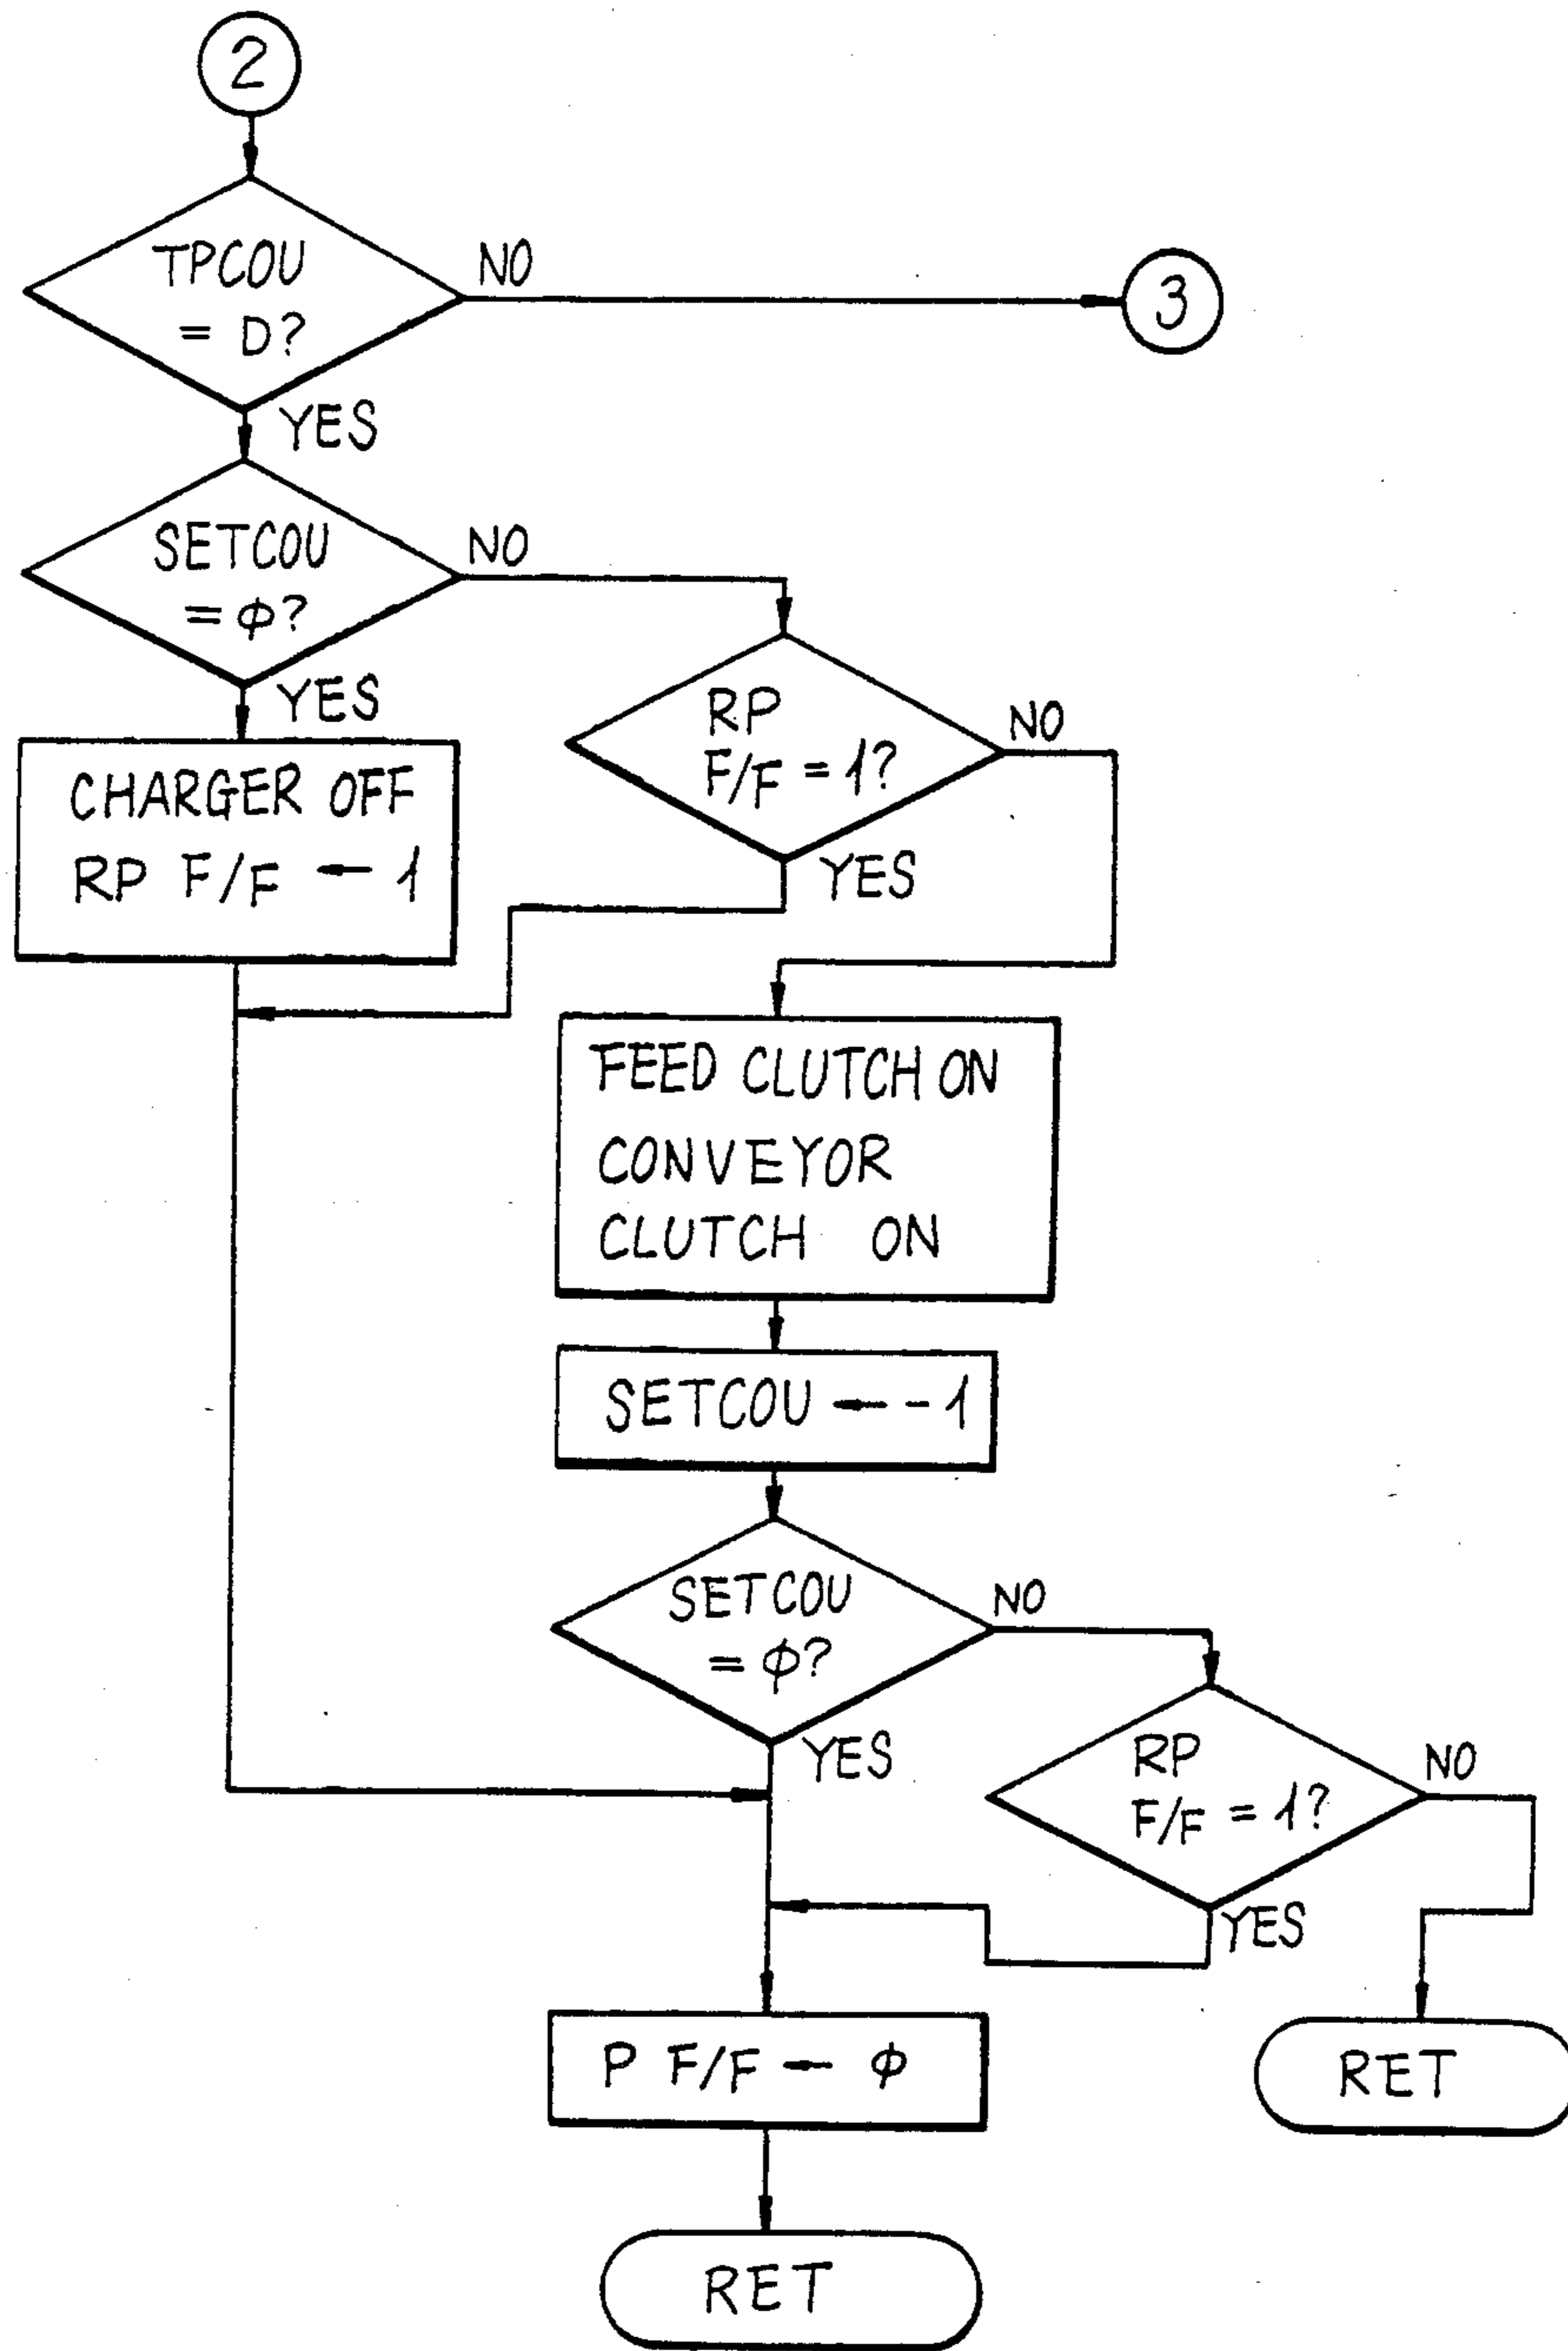 2
TPCOU
= D?
NO
3
YES
SETCOU
= φ?
NO
YES
RP
F/F = 1?
NO
YES
CHARGER OFF
RP F/F ← 1
FEED CLUTCH ON
CONVEYOR
CLUTCH ON
SETCOU ← -1
SETCOU
= φ?
NO
YES
RP
F/F = 1?
NO
YES
P F/F ← φ
RET
RET